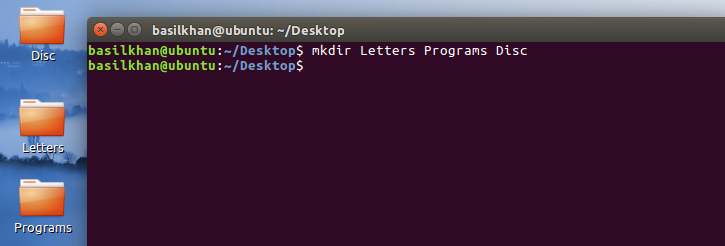 basilkhan@ubuntu: ~/Desktop
basilkhan@ubuntu:~/Desktop$ mkdir Letters Programs Disc
basilkhan@ubuntu:~/Desktop$
Disc
Letters
Programs